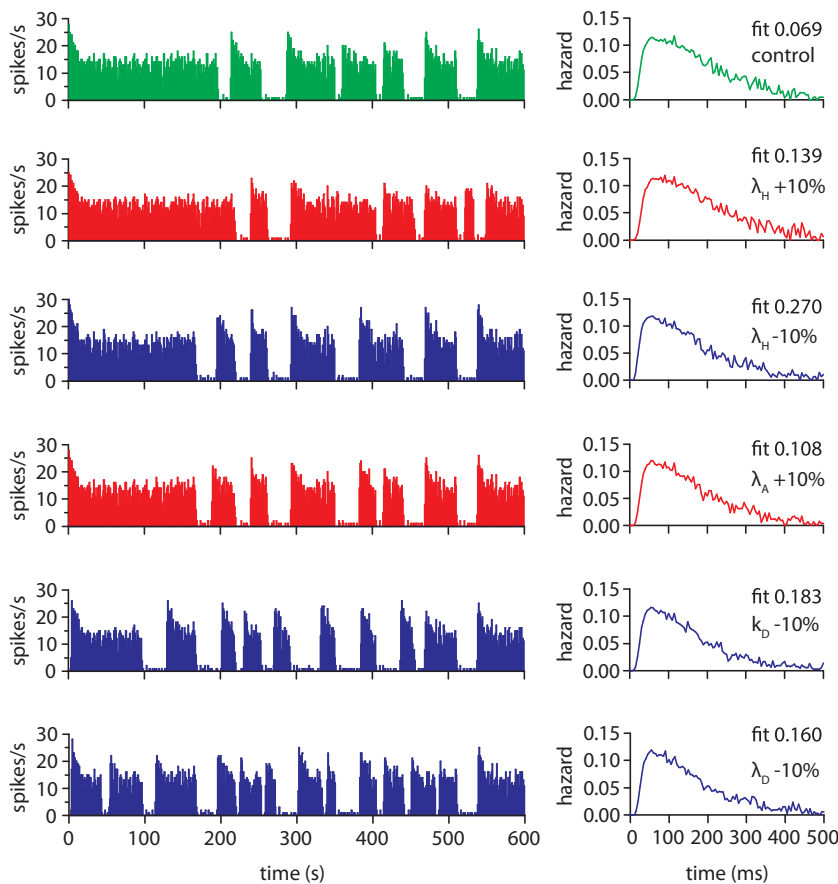 spikes/s
30
20
10
0
hazard
0.15
0.10
0.05
0.00
fit 0.069
control
spikes/s
30
20
10
0
hazard
0.15
0.10
0.05
0.00
fit 0.139
λH +10%
spikes/s
30
20
10
0
hazard
0.15
0.10
0.05
0.00
fit 0.270
λH -10%
spikes/s
30
20
10
0
hazard
0.15
0.10
0.05
0.00
fit 0.108
λA +10%
spikes/s
30
20
10
0
hazard
0.15
0.10
0.05
0.00
fit 0.183
kD -10%
spikes/s
30
20
10
0
hazard
0.15
0.10
0.05
0.00
fit 0.160
λD -10%
0 100 200 300 400 500 600
time (s)
0 100 200 300 400 500
time (ms)